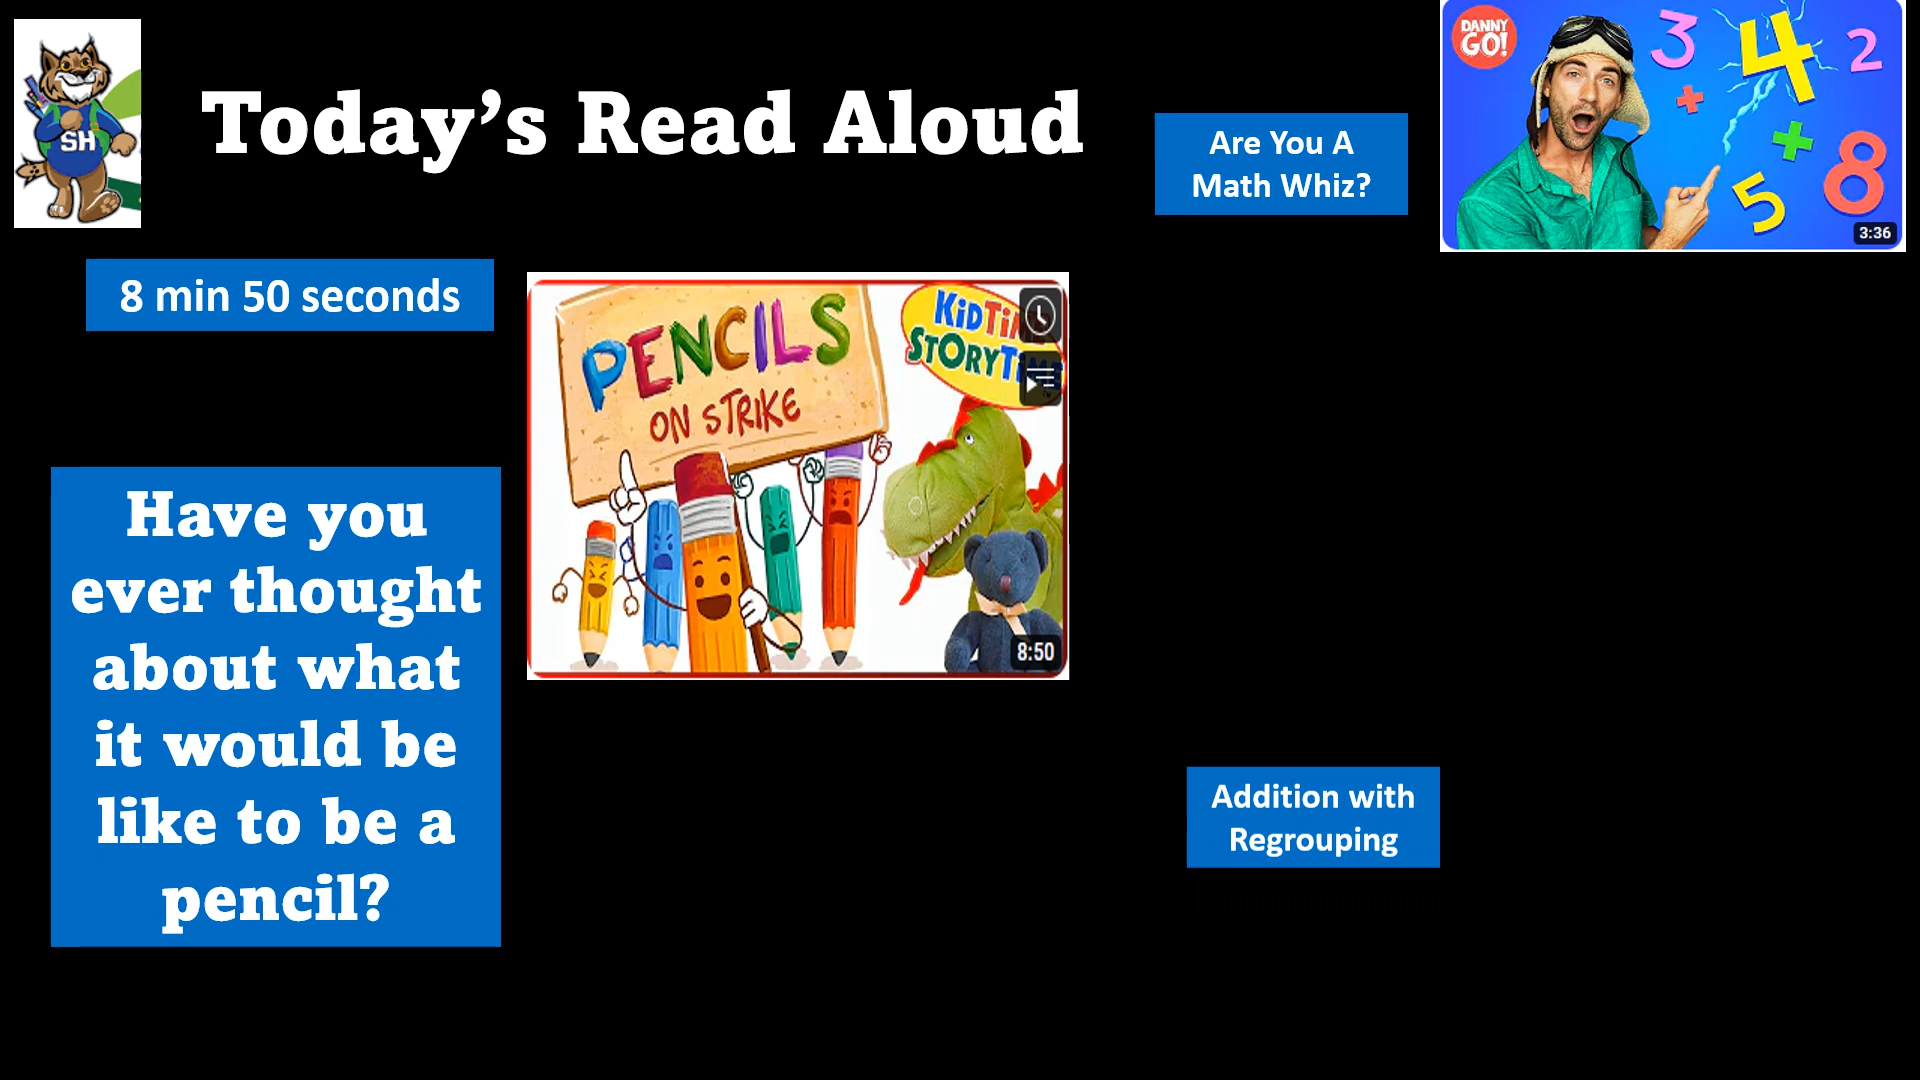 SH
Today's Read Aloud
Are You A
Math Whiz?
DANNY
GO!
3
4
2
+
+
5
8
3:36
8 min 50 seconds
PENCILS
ON STRIKE
KiDTiM
STORYTiME
8:50
Have you
ever thought
about what
it would be
like to be a
pencil?
Addition with
Regrouping